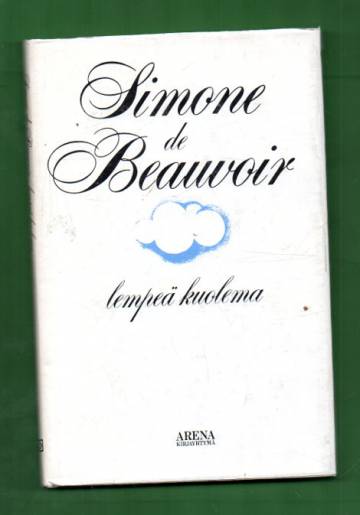 Simone
de
Beauvoir
lempeä kuolema
ARENA
KIRJAYHTYMÄ